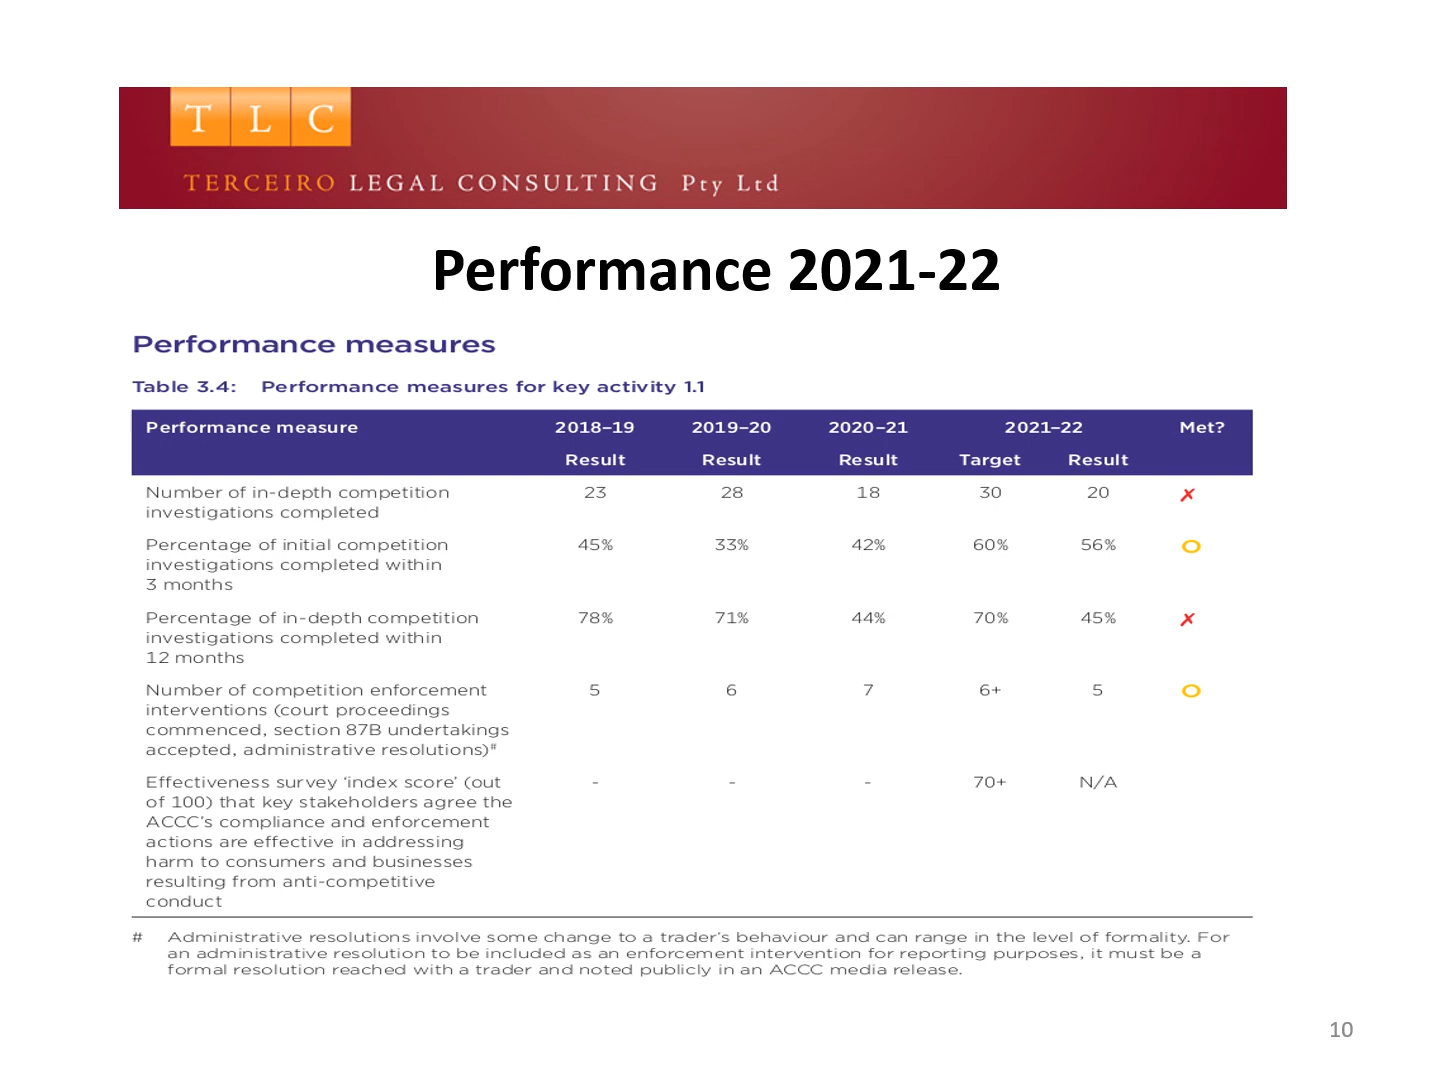 T L C
TERCEIRO LEGAL CONSULTING Pty Ltd
Performance 2021-22
Performance measures
Table 3.4: Performance measures for key activity 1.1
Performance measure 2018–19 2019–20 2020–21 2021–22 Met?
Result Result Result Target Result
Number of in-depth competition 23 28 18 30 20 ✗
investigations completed
Percentage of initial competition 45% 33% 42% 60% 56% O
investigations completed within
3 months
Percentage of in-depth competition 78% 71% 44% 70% 45% ✗
investigations completed within
12 months
Number of competition enforcement 5 6 7 6+ 5 O
interventions (court proceedings
commenced, section 87B undertakings
accepted, administrative resolutions)#
Effectiveness survey ‘index score’ (out - - - 70+ N/A
of 100) that key stakeholders agree the
ACCC’s compliance and enforcement
actions are effective in addressing
harm to consumers and businesses
resulting from anti-competitive
conduct
# Administrative resolutions involve some change to a trader’s behaviour and can range in the level of formality. For
an administrative resolution to be included as an enforcement intervention for reporting purposes, it must be a
formal resolution reached with a trader and noted publicly in an ACCC media release.
10